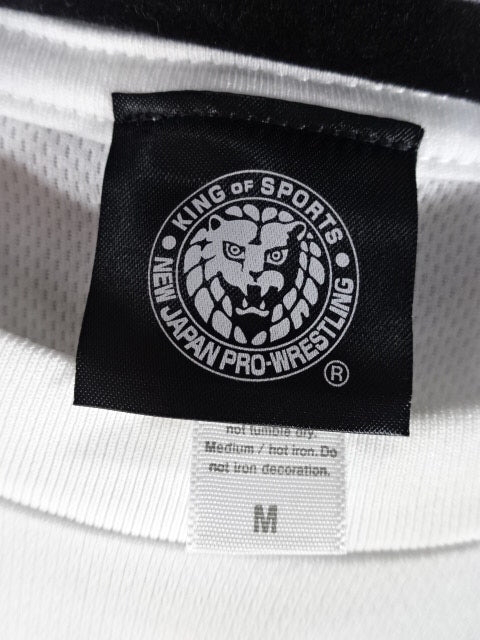 KING OF SPORTS
NEW JAPAN PRO-WRESTLING
®
not tumble dry.
Medium / hot iron. Do
not iron decoration.
M